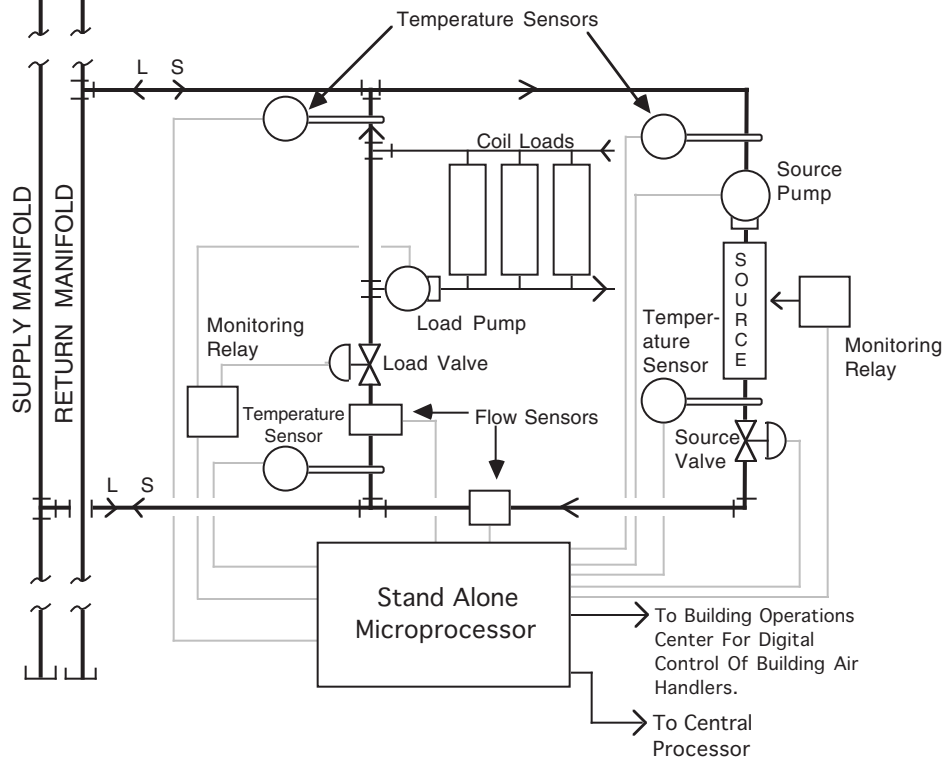 Temperature Sensors
L S
Coil Loads
Source
Pump
SUPPLY MANIFOLD
RETURN MANIFOLD
SOURCE
Load Pump
Temper-
ature
Sensor
Monitoring
Relay
Monitoring
Relay
Load Valve
Temperature
Sensor
Flow Sensors
Source
Valve
L S
Stand Alone
Microprocessor
To Building Operations
Center For Digital
Control Of Building Air
Handlers.
To Central
Processor